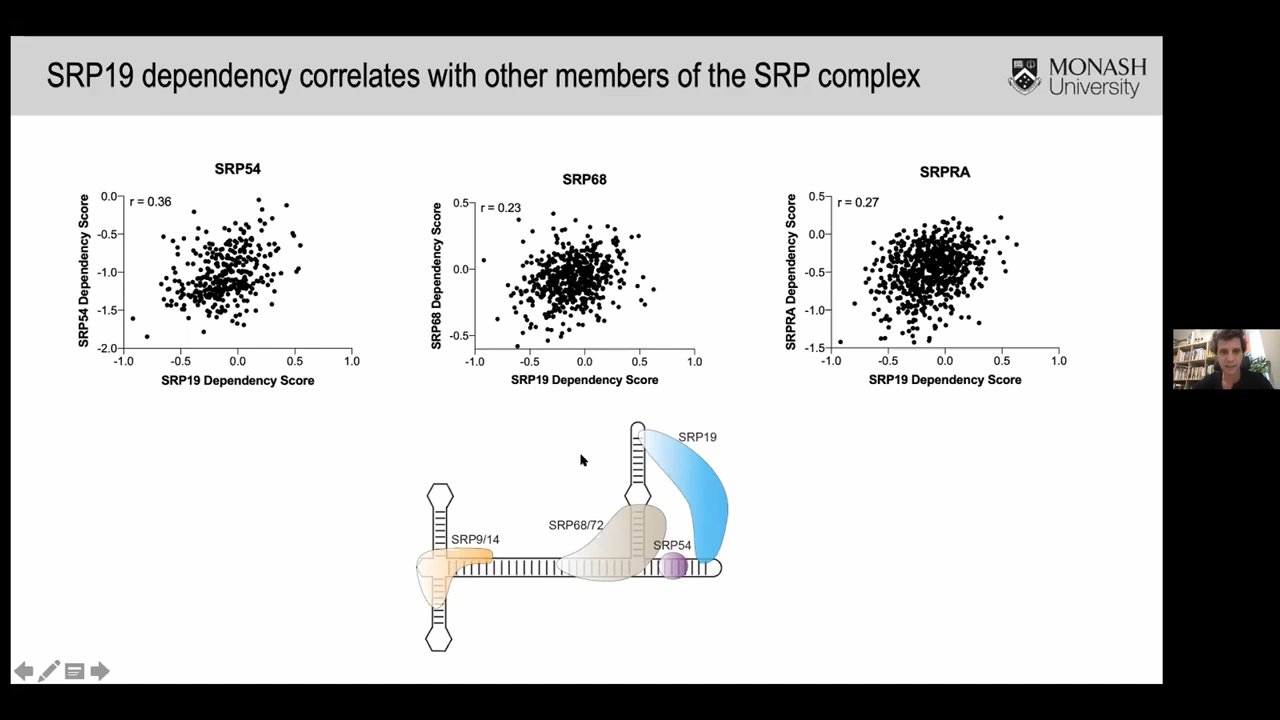 SRP19 dependency correlates with other members of the SRP complex
MONASH
University
SRP54
r = 0.36
SRP54 Dependency Score
0.0
-0.5
-1.0
-1.5
-2.0
-1.0 -0.5 0.0 0.5 1.0
SRP19 Dependency Score
SRP68
r = 0.23
SRP68 Dependency Score
0.5
0.0
-0.5
-1.0 -0.5 0.0 0.5 1.0
SRP19 Dependency Score
SRPRA
r = 0.27
SRPRA Dependency Score
0.5
0.0
-0.5
-1.0
-1.5
-1.0 -0.5 0.0 0.5 1.0
SRP19 Dependency Score
SRP19
SRP68/72
SRP9/14
SRP54